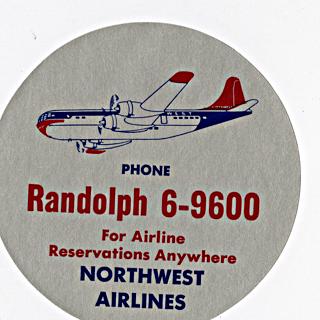 PHONE
Randolph 6-9600
For Airline
Reservations Anywhere
NORTHWEST
AIRLINES